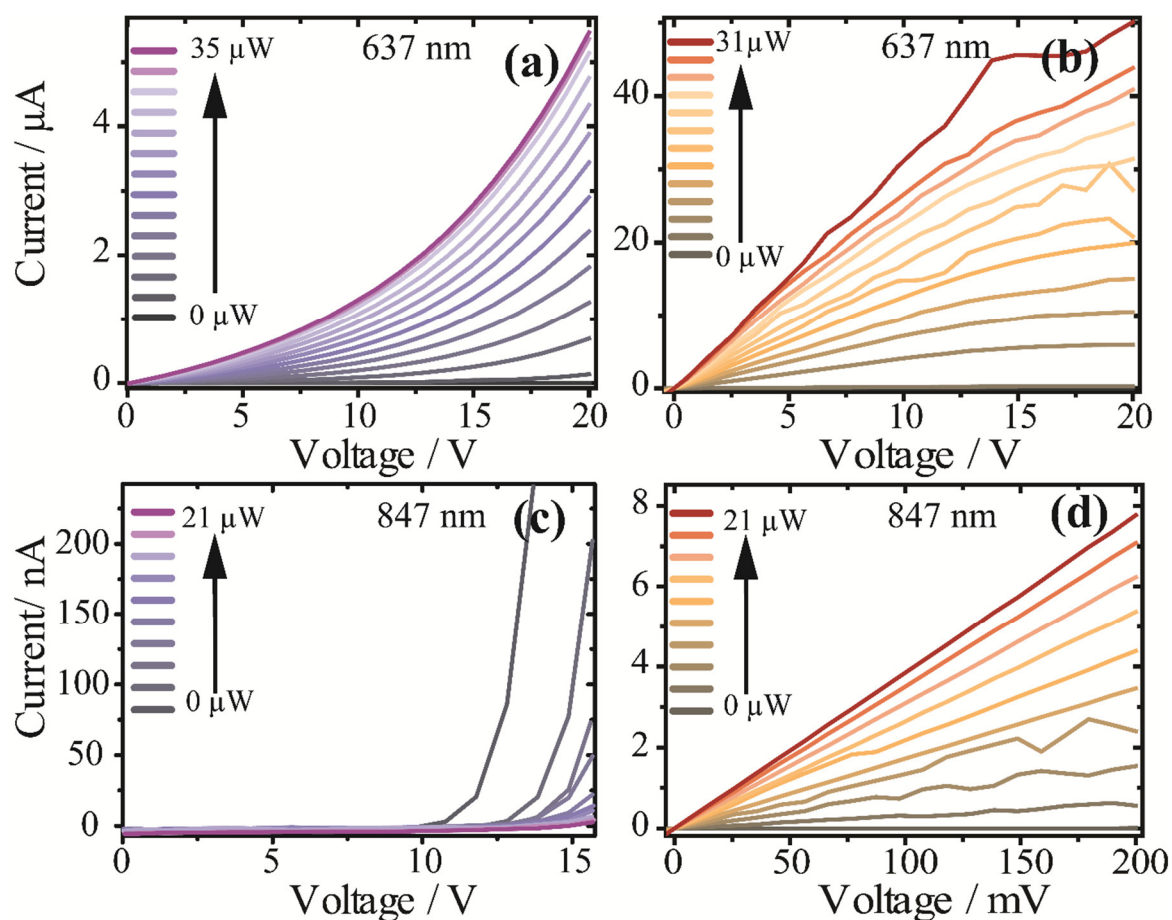 35 µW
637 nm
(a)
0 µW
Current / µA
4
2
0
0
5
10
15
20
Voltage / V
31µW
637 nm
(b)
0 µW
40
20
0
0
5
10
15
20
Voltage / V
21 µW
847 nm
(c)
0 µW
Current/ nA
200
150
100
50
0
0
5
10
15
Voltage / V
21 µW
847 nm
(d)
0 µW
8
6
4
2
0
0
50
100
150
200
Voltage / mV